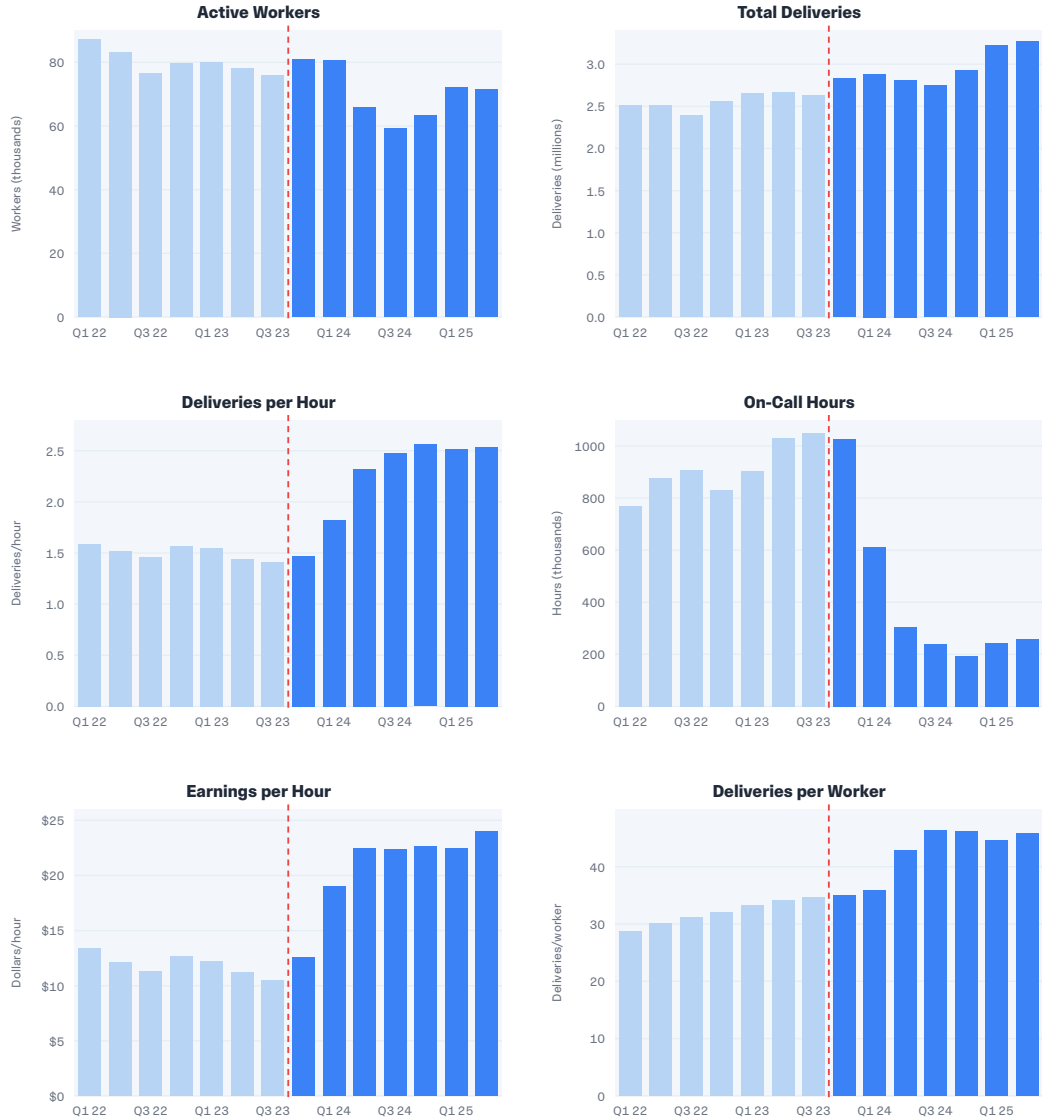 Active Workers
Workers (thousands)
80
60
40
20
0
Q1 22
Q3 22
Q1 23
Q3 23
Q1 24
Q3 24
Q1 25
Total Deliveries
Deliveries (millions)
3.0
2.5
2.0
1.5
1.0
0.5
0.0
Q1 22
Q3 22
Q1 23
Q3 23
Q1 24
Q3 24
Q1 25
Deliveries per Hour
Deliveries/hour
2.5
2.0
1.5
1.0
0.5
0.0
Q1 22
Q3 22
Q1 23
Q3 23
Q1 24
Q3 24
Q1 25
On-Call Hours
Hours (thousands)
1000
800
600
400
200
0
Q1 22
Q3 22
Q1 23
Q3 23
Q1 24
Q3 24
Q1 25
Earnings per Hour
Dollars/hour
$25
$20
$15
$10
$5
$0
Q1 22
Q3 22
Q1 23
Q3 23
Q1 24
Q3 24
Q1 25
Deliveries per Worker
Deliveries/worker
40
30
20
10
0
Q1 22
Q3 22
Q1 23
Q3 23
Q1 24
Q3 24
Q1 25